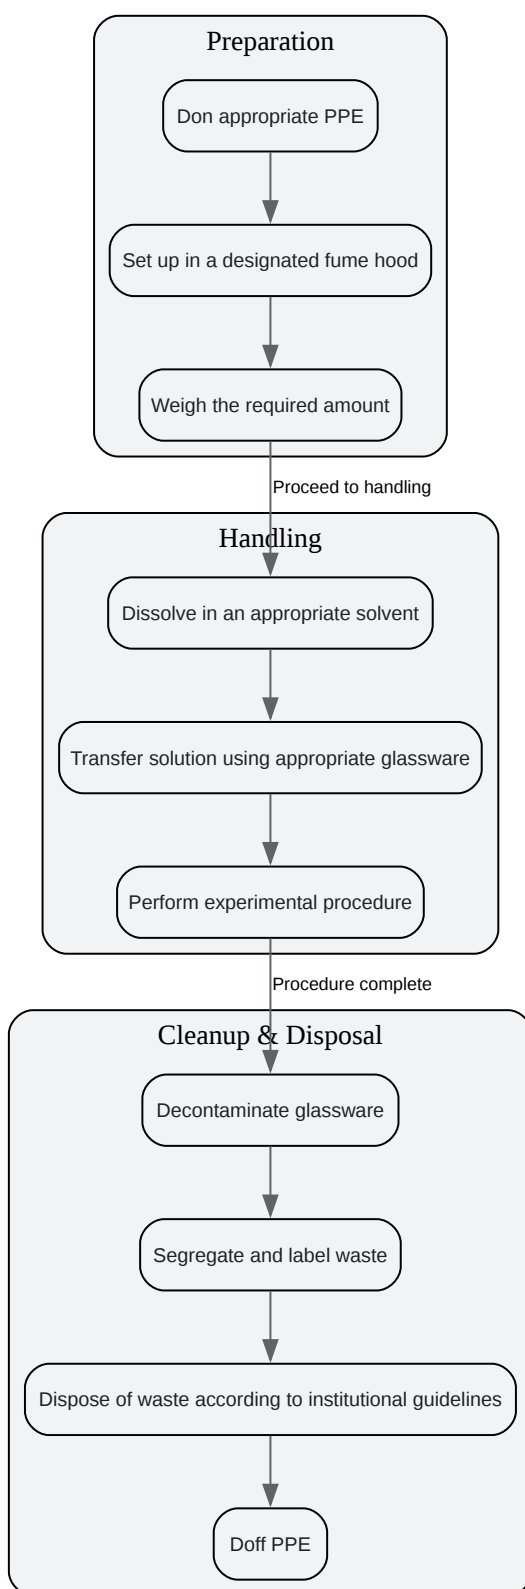 Preparation
Don appropriate PPE
Set up in a designated fume hood
Weigh the required amount
Proceed to handling
Handling
Dissolve in an appropriate solvent
Transfer solution using appropriate glassware
Perform experimental procedure
Procedure complete
Cleanup & Disposal
Decontaminate glassware
Segregate and label waste
Dispose of waste according to institutional guidelines
Doff PPE